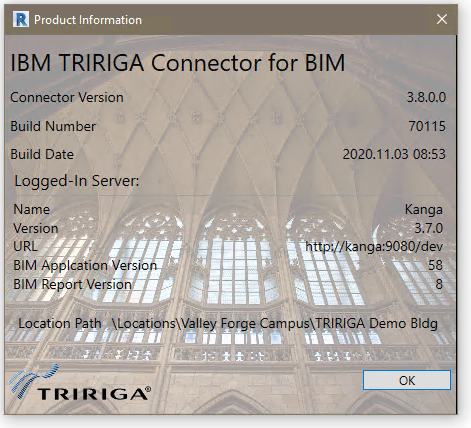 R Product Information
IBM TRIRIGA Connector for BIM
Connector Version 3.8.0.0
Build Number 70115
Build Date 2020.11.03 08:53
Logged-In Server:
Name Kanga
Version 3.7.0
URL http://kanga:9080/dev
BIM Applcation Version 58
BIM Report Version 8
Location Path \Locations\Valley Forge Campus\TRIRIGA Demo Bldg
TRIRIGA®
OK